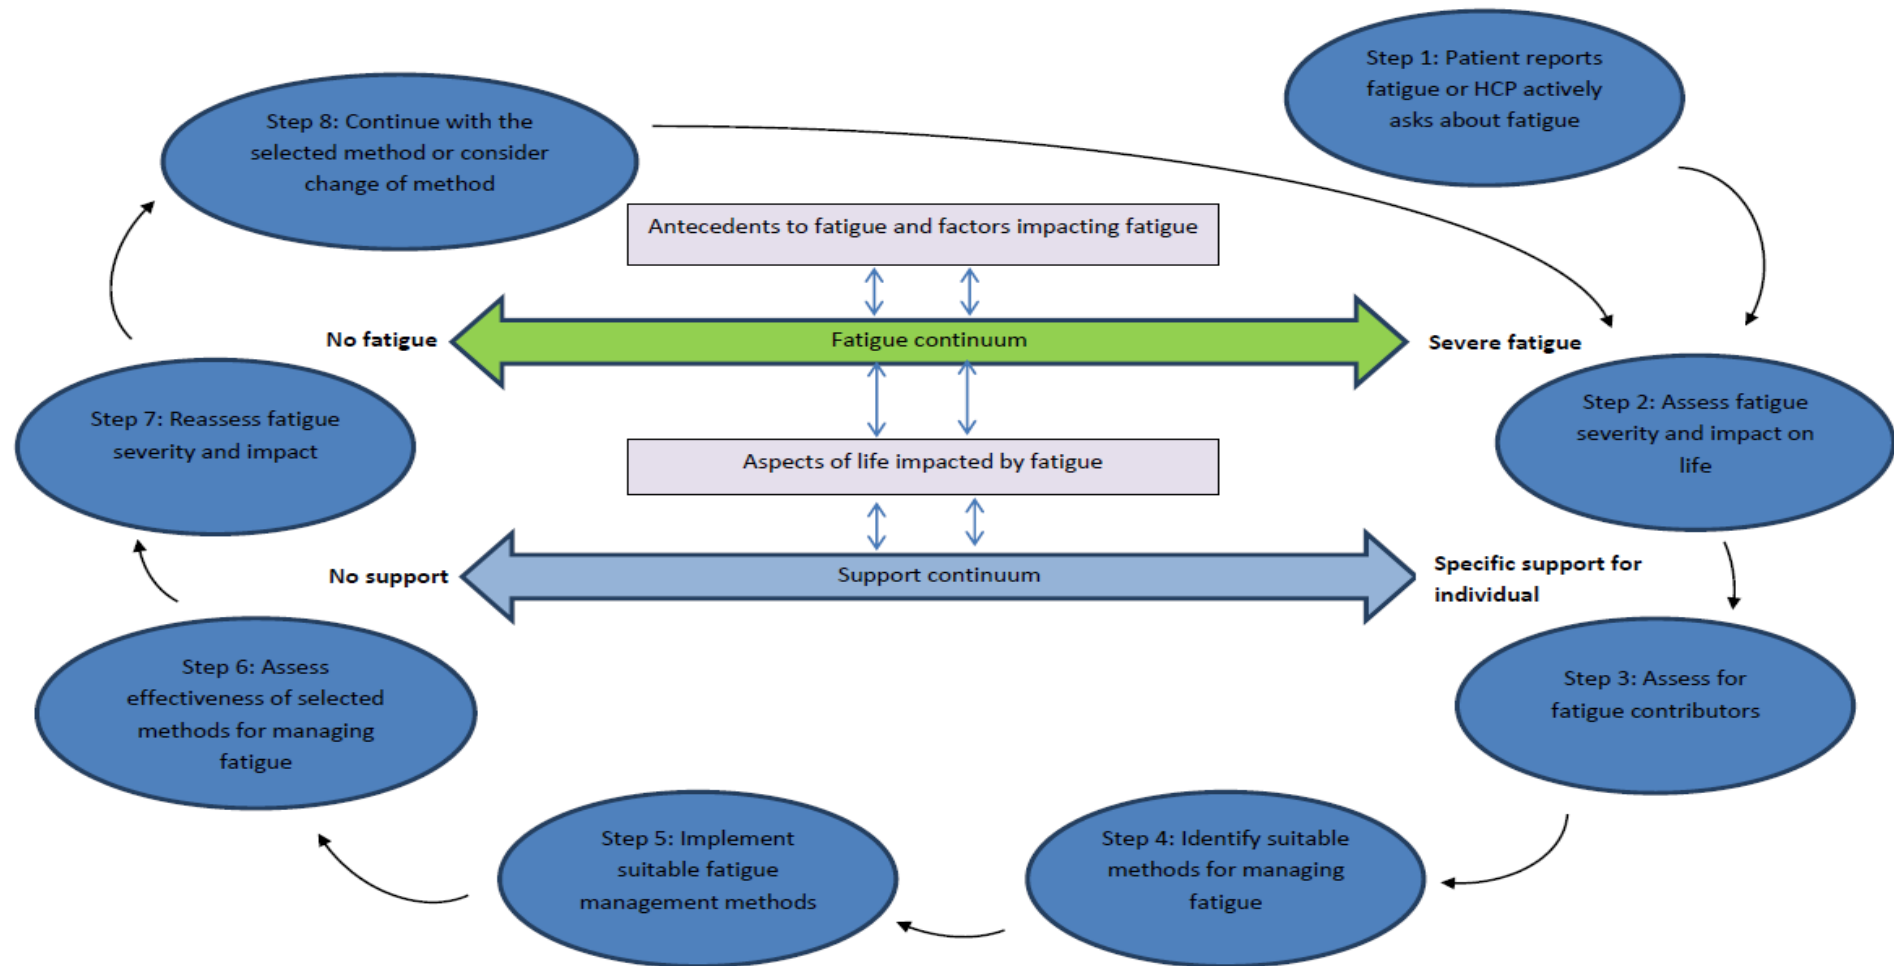 Step 1: Patient reports
fatigue or HCP actively
asks about fatigue
Step 8: Continue with the
selected method or consider
change of method
Antecedents to fatigue and factors impacting fatigue
No fatigue
Fatigue continuum
Severe fatigue
Step 7: Reassess fatigue
severity and impact
Step 2: Assess fatigue
severity and impact on
life
Aspects of life impacted by fatigue
No support
Support continuum
Specific support for
individual
Step 6: Assess
effectiveness of selected
methods for managing
fatigue
Step 3: Assess for
fatigue contributors
Step 5: Implement
suitable fatigue
management methods
Step 4: Identify suitable
methods for managing
fatigue